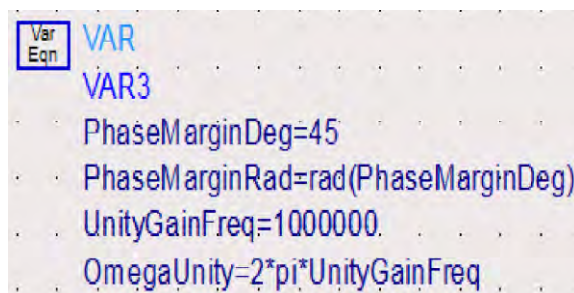 Var
Eqn
VAR
VAR3
PhaseMarginDeg=45
PhaseMarginRad=rad(PhaseMarginDeg)
UnityGainFreq=1000000
OmegaUnity=2*pi*UnityGainFreq